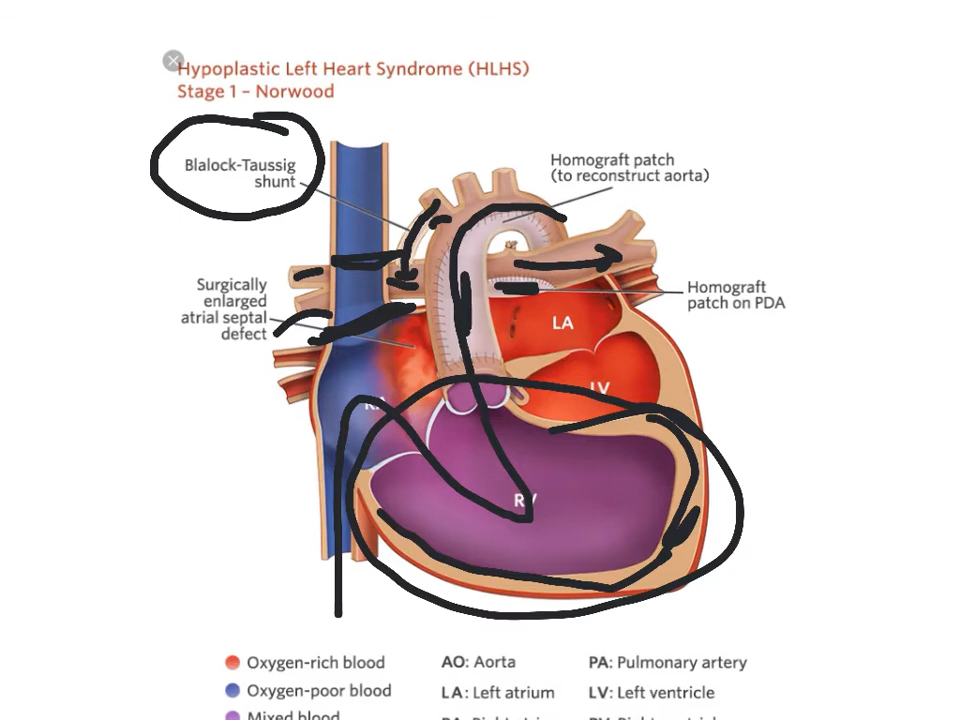 Hypoplastic Left Heart Syndrome (HLHS)
Stage 1 – Norwood
Blalock-Taussig
shunt
Homograft patch
(to reconstruct aorta)
Surgically
enlarged
atrial septal
defect
Homograft
patch on PDA
LA
LV
RA
RV
Oxygen-rich blood
AO: Aorta
PA: Pulmonary artery
Oxygen-poor blood
LA: Left atrium
LV: Left ventricle
Mixed blood